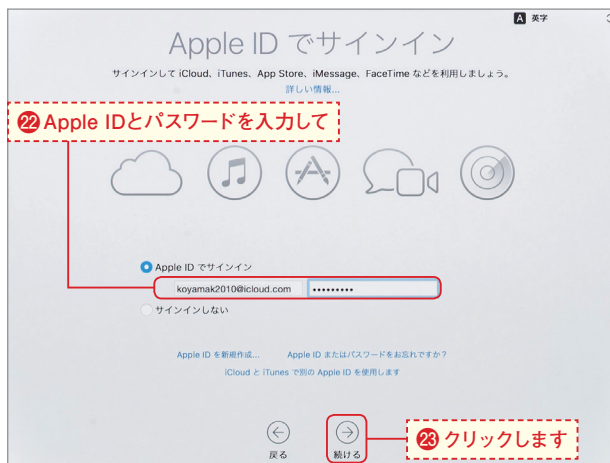 A 英字
Apple ID でサインイン
サインインして iCloud、iTunes、App Store、iMessage、FaceTime などを利用しましょう。
詳しい情報...
㉒Apple IDとパスワードを入力して
Apple ID でサインイン
koyamak2010@icloud.com •••••••••
サインインしない
Apple ID を新規作成... Apple ID またはパスワードをお忘れですか？
iCloud と iTunes で別の Apple ID を使用します
戻る 続ける
㉓クリックします